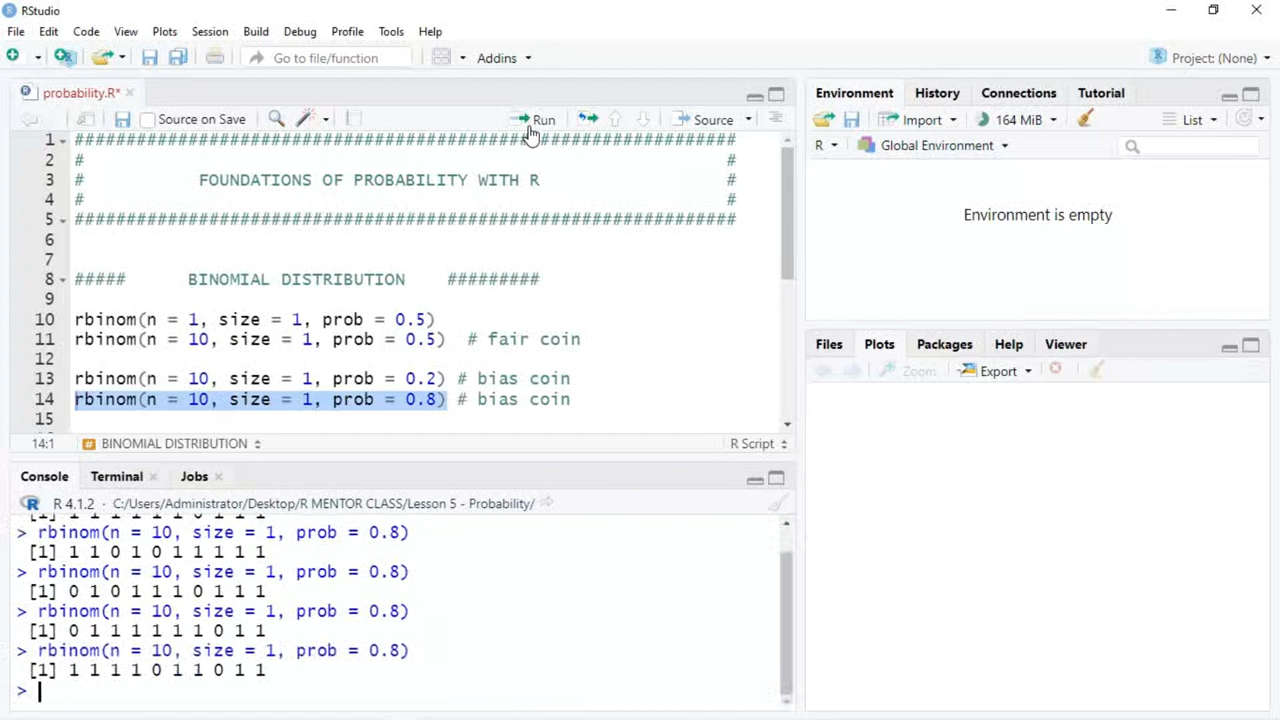 RStudio
File Edit Code View Plots Session Build Debug Profile Tools Help
Go to file/function Addins Project: (None)
probability.R*
Source on Save Run Source
1 ################################################################
2 # #
3 # FOUNDATIONS OF PROBABILITY WITH R #
4 # #
5 ################################################################
6
7
8 ##### BINOMIAL DISTRIBUTION #########
9
10 rbinom(n = 1, size = 1, prob = 0.5)
11 rbinom(n = 10, size = 1, prob = 0.5) # fair coin
12
13 rbinom(n = 10, size = 1, prob = 0.2) # bias coin
14 rbinom(n = 10, size = 1, prob = 0.8) # bias coin
15
14:1 # BINOMIAL DISTRIBUTION R Script
Console Terminal Jobs
R 4.1.2 · C:/Users/Administrator/Desktop/R MENTOR CLASS/Lesson 5 - Probability/
> rbinom(n = 10, size = 1, prob = 0.8)
[1] 1 1 0 1 0 1 1 1 1 1
> rbinom(n = 10, size = 1, prob = 0.8)
[1] 0 1 0 1 1 1 0 1 1 1
> rbinom(n = 10, size = 1, prob = 0.8)
[1] 0 1 1 1 1 1 1 0 1 1
> rbinom(n = 10, size = 1, prob = 0.8)
[1] 1 1 1 1 0 1 1 0 1 1
>
Environment History Connections Tutorial
Import 164 MiB List
R Global Environment
Environment is empty
Files Plots Packages Help Viewer
Zoom Export